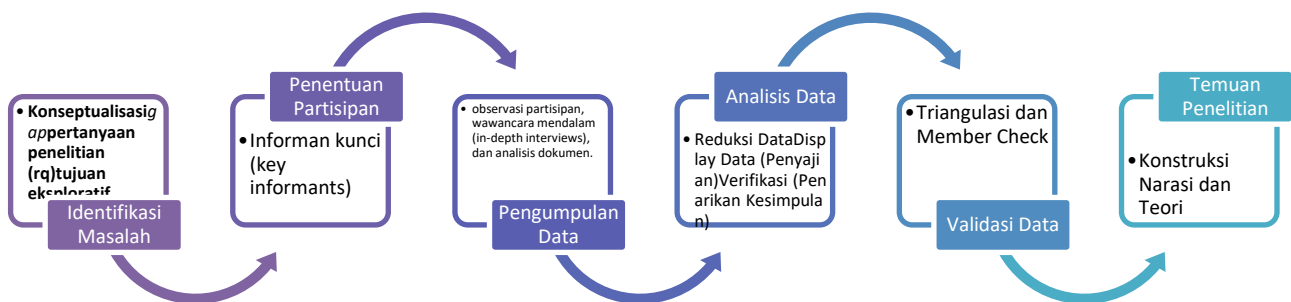 • Konseptualisasig
appertanyaan
penelitian
(rq)tujuan
eksploratif
Identifikasi
Masalah
Penentuan
Partisipan
•Informan kunci
(key
informants)
• observasi partisipan,
wawancara mendalam
(in-depth interviews),
dan analisis dokumen.
Pengumpulan
Data
Analisis Data
•Reduksi DataDisp
lay Data (Penyaji
an)Verifikasi (Pen
arikan Kesimpula
n)
•Triangulasi dan
Member Check
Validasi Data
Temuan
Penelitian
•Konstruksi
Narasi dan
Teori